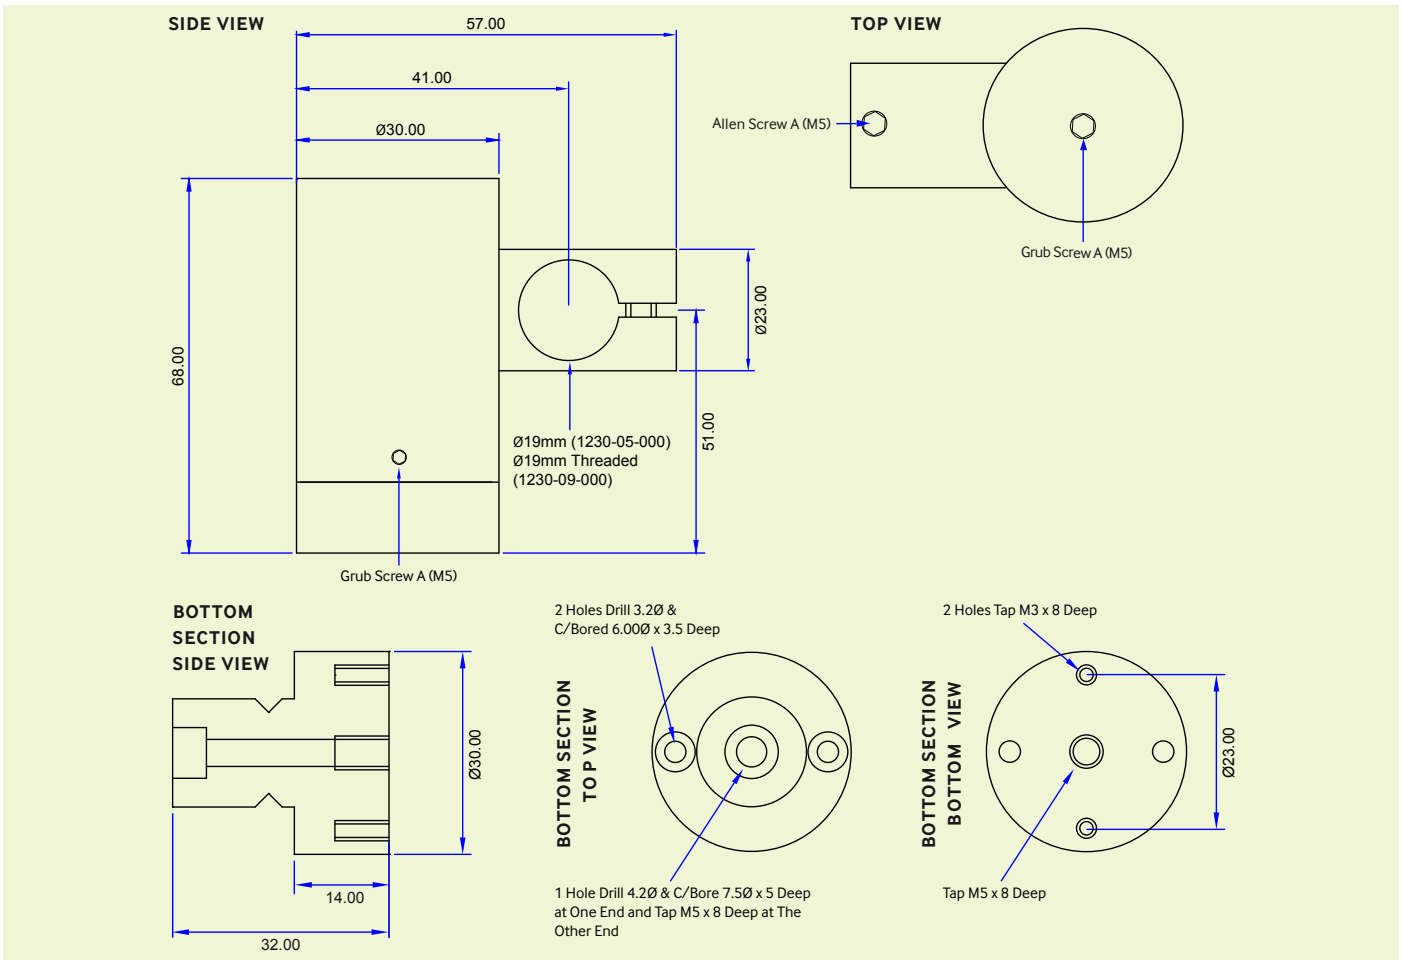 SIDE VIEW
57.00
TOP VIEW
41.00
Ø30.00
Allen Screw A (M5)
Grub Screw A (M5)
Ø23.00
68.00
51.00
Ø19mm (1230-05-000)
Ø19mm Threaded
(1230-09-000)
Grub Screw A (M5)
BOTTOM
SECTION
SIDE VIEW
Ø30.00
14.00
32.00
2 Holes Drill 3.2Ø &
C/Bored 6.00Ø x 3.5 Deep
BOTTOM SECTION
TO P VIEW
1 Hole Drill 4.2Ø & C/Bore 7.5Ø x 5 Deep
at One End and Tap M5 x 8 Deep at The
Other End
2 Holes Tap M3 x 8 Deep
BOTTOM SECTION
BOTTOM VIEW
Ø23.00
Tap M5 x 8 Deep